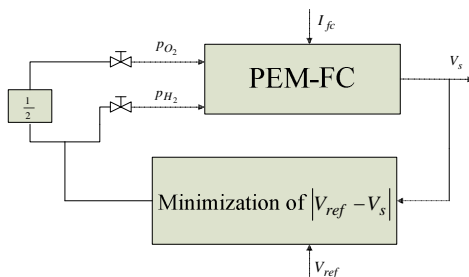 I_fc
p_O₂
V_s
PEM-FC
1/2
p_H₂
Minimization of |V_ref − V_s|
V_ref